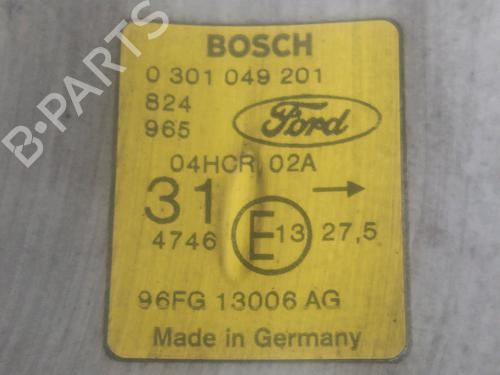 BOSCH
0 301 049 201
824
965
Ford
04HCR 02A
31 →
4746 E 13 27,5
96FG 13006 AG
Made in Germany
B-PARTS